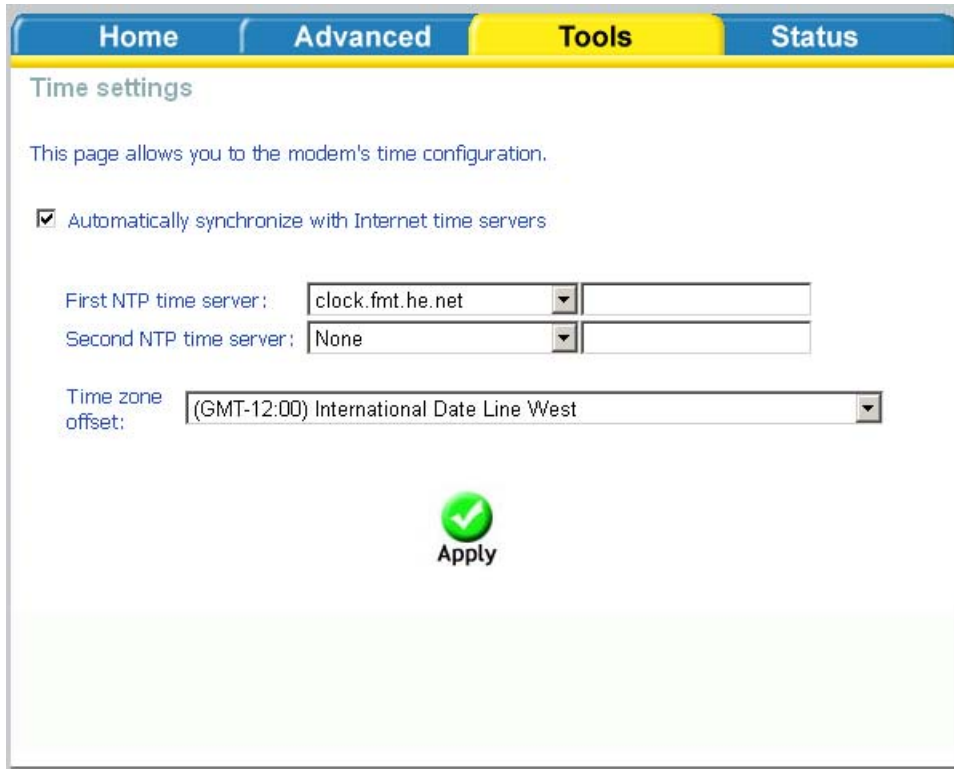 Home Advanced Tools Status
Time settings
This page allows you to the modem's time configuration.
Automatically synchronize with Internet time servers
First NTP time server: clock.fmt.he.net
Second NTP time server: None
Time zone
offset: (GMT-12:00) International Date Line West
Apply